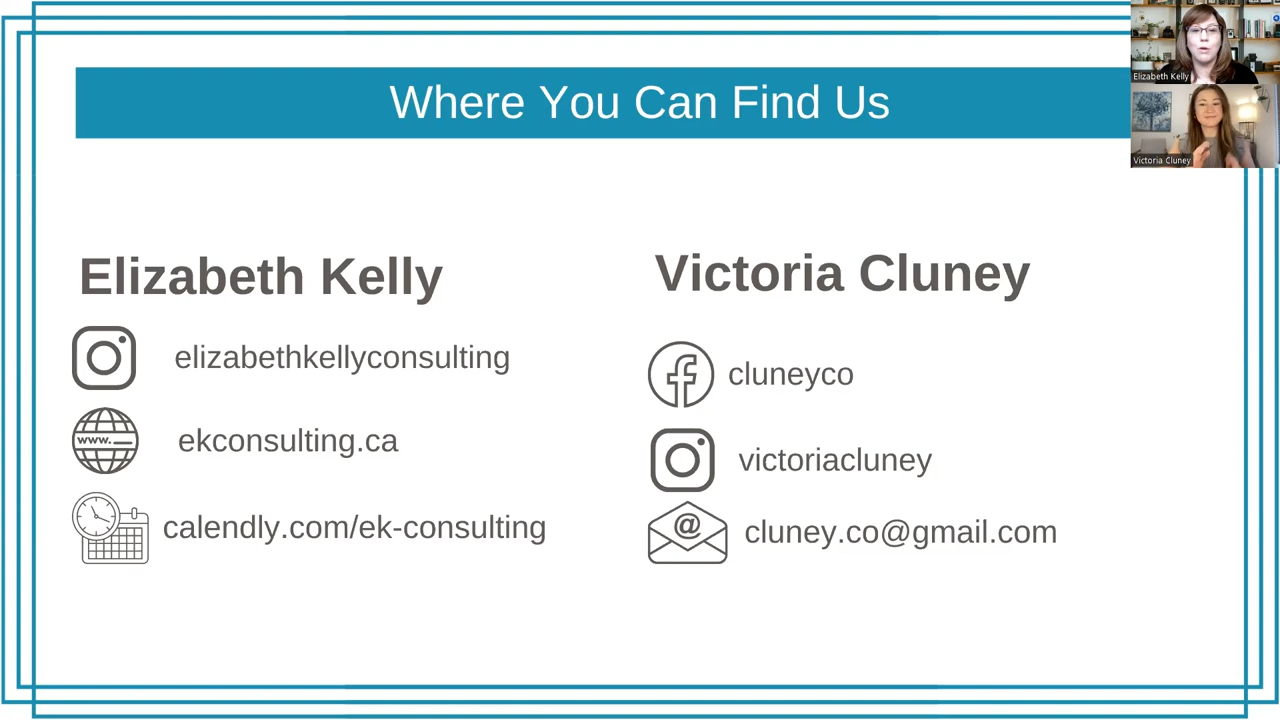 Where You Can Find Us
Elizabeth Kelly
Victoria Cluney
Elizabeth Kelly
elizabethkellyconsulting
www.
ekconsulting.ca
calendly.com/ek-consulting
Victoria Cluney
cluneyco
victoriacluney
@
cluney.co@gmail.com